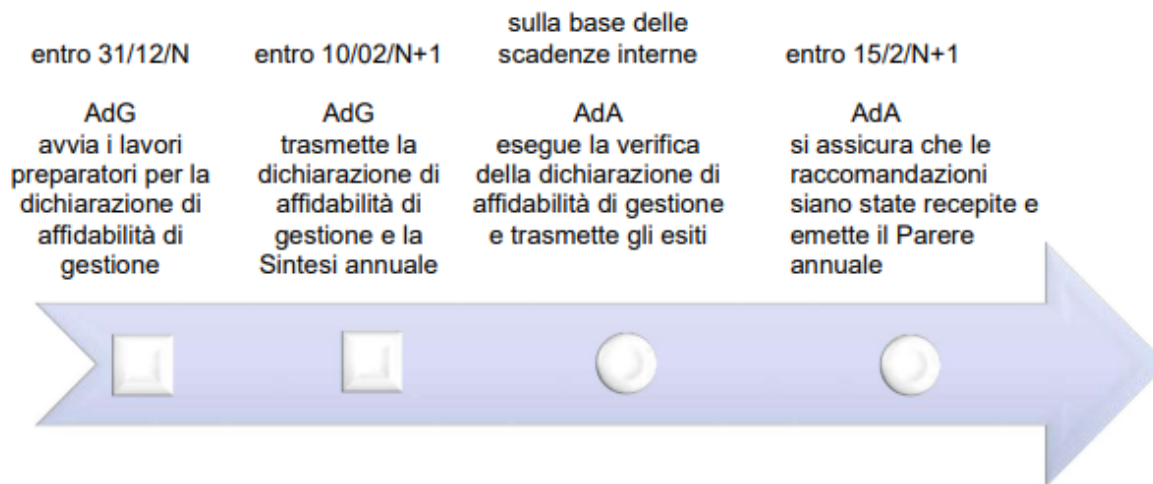 entro 31/12/N
AdG
avvia i lavori
preparatori per la
dichiarazione di
affidabilità di
gestione
entro 10/02/N+1
AdG
trasmette la
dichiarazione di
affidabilità di
gestione e la
Sintesi annuale
sulla base delle
scadenze interne
AdA
esegue la verifica
della dichiarazione di
affidabilità di gestione
e trasmette gli esiti
entro 15/2/N+1
AdA
si assicura che le
raccomandazioni
siano state recepite e
emette il Parere
annuale